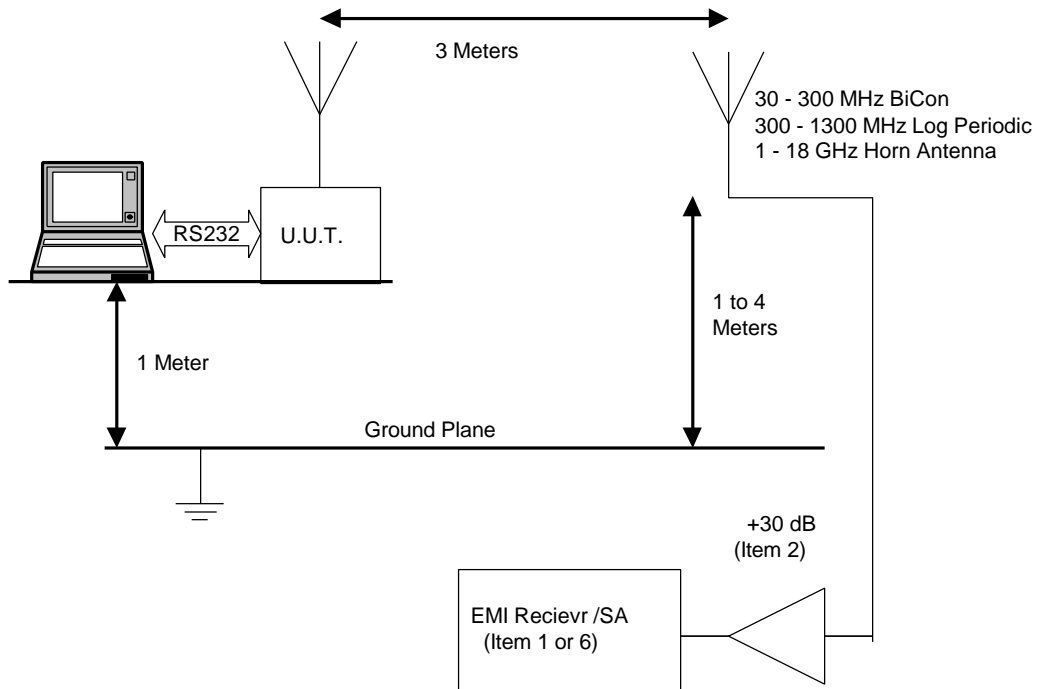 3 Meters
30 - 300 MHz BiCon
300 - 1300 MHz Log Periodic
1 - 18 GHz Horn Antenna
RS232
U.U.T.
1 to 4
Meters
1 Meter
Ground Plane
+30 dB
(Item 2)
EMI Recievr /SA
(Item 1 or 6)